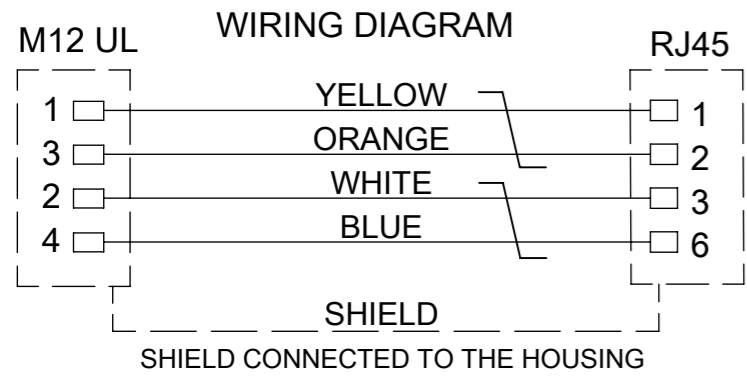 WIRING DIAGRAM
M12 UL RJ45
1 YELLOW 1
3 ORANGE 2
2 WHITE 3
4 BLUE 6
SHIELD
SHIELD CONNECTED TO THE HOUSING